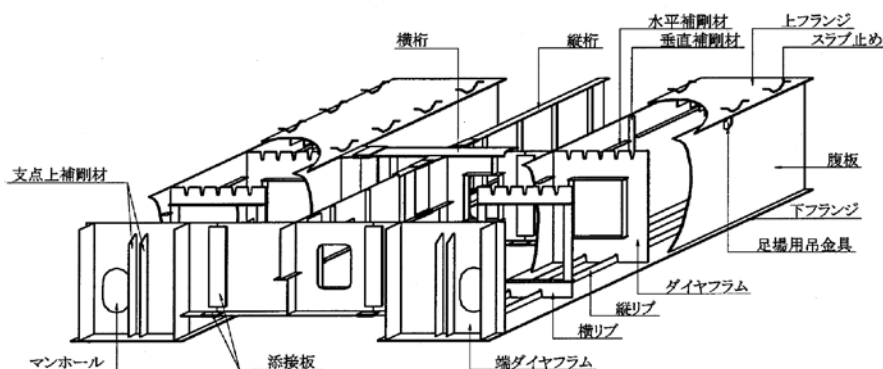 水平補剛材
上フランジ
横桁
縦桁
垂直補剛材
スラブ止め
支点上補剛材
腹板
下フランジ
足場用吊金具
ダイヤフラム
縦リブ
横リブ
マンホール
添接板
端ダイヤフラム